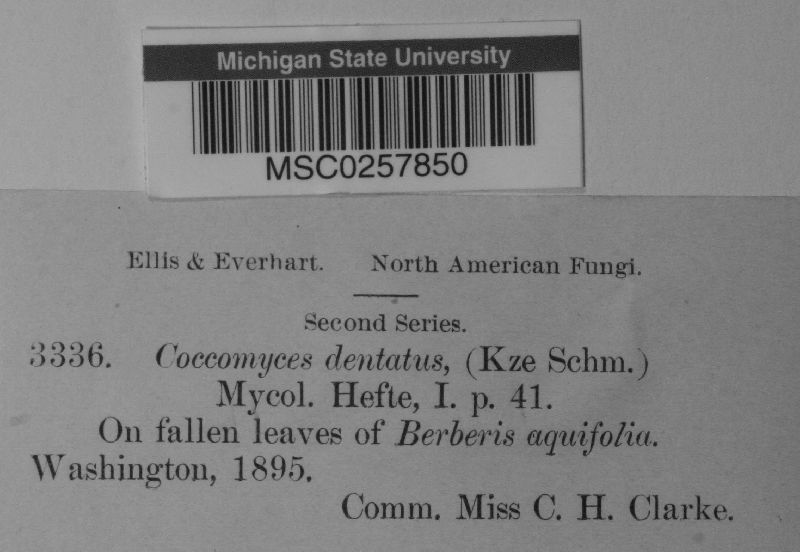 Michigan State University
MSC0257850
Ellis & Everhart. North American Fungi.
Second Series.
3336. Coccomyces dentatus, (Kze Schm.)
Mycol. Hefte, I. p. 41.
On fallen leaves of Berberis aquifolia.
Washington, 1895.
Comm. Miss C. H. Clarke.